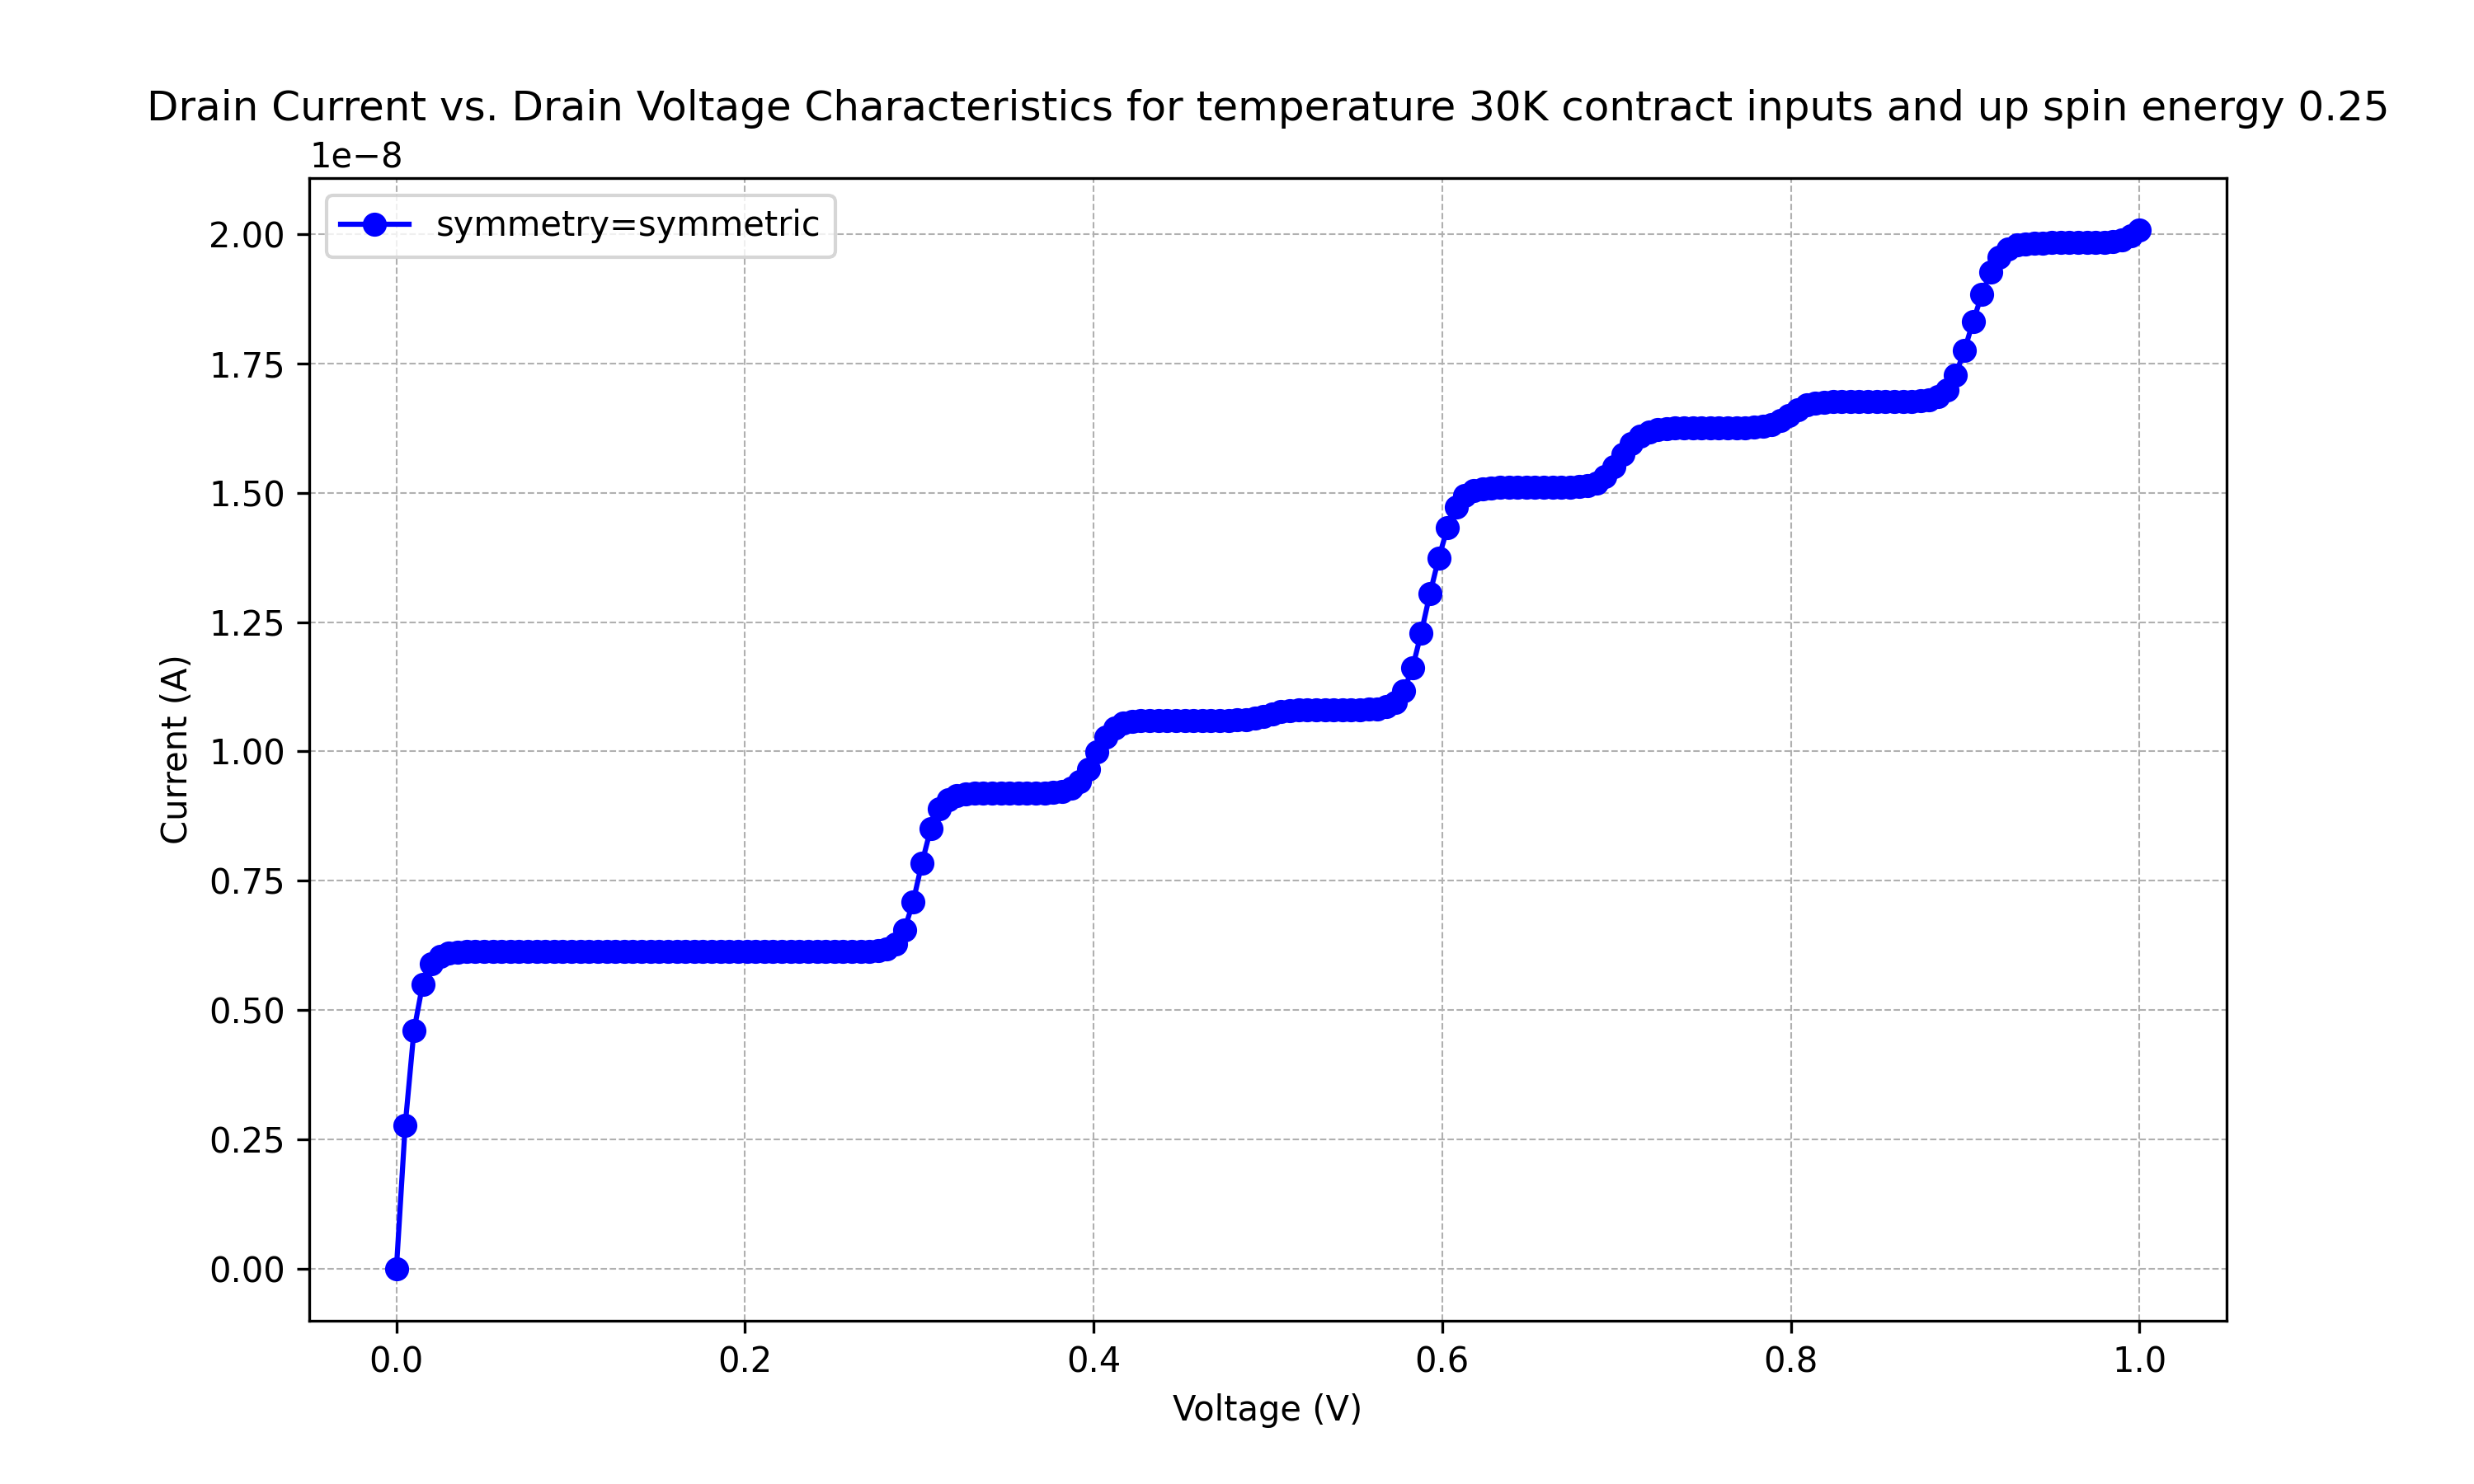 Drain Current vs. Drain Voltage Characteristics for temperature 30K contract inputs and up spin energy 0.25
1e−8
symmetry=symmetric
2.00
1.75
1.50
1.25
1.00
0.75
0.50
0.25
0.00
Current (A)
0.0 0.2 0.4 0.6 0.8 1.0
Voltage (V)